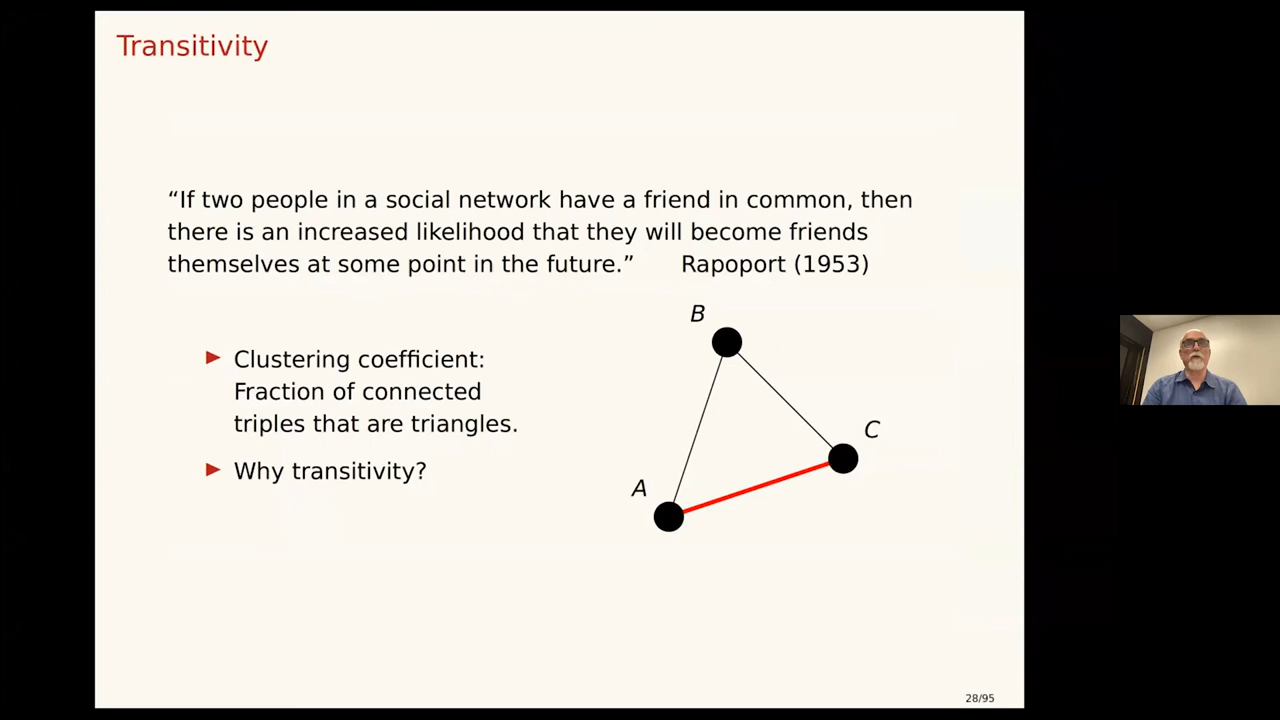 Transitivity
“If two people in a social network have a friend in common, then
there is an increased likelihood that they will become friends
themselves at some point in the future.” Rapoport (1953)
► Clustering coefficient:
Fraction of connected
triples that are triangles.
► Why transitivity?
B
C
A
28/95